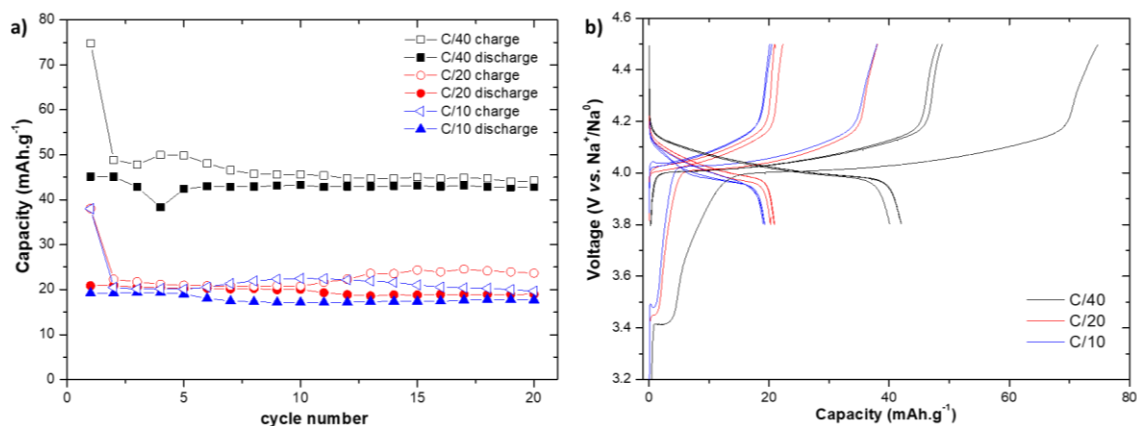 a)
80
70
60
50
40
30
20
10
0
Capacity (mAh.g⁻¹)
C/40 charge
C/40 discharge
C/20 charge
C/20 discharge
C/10 charge
C/10 discharge
0 5 10 15 20
cycle number
b)
4.6
4.4
4.2
4.0
3.8
3.6
3.4
3.2
Voltage (V vs. Na⁺/Na⁰)
C/40
C/20
C/10
0 20 40 60 80
Capacity (mAh.g⁻¹)